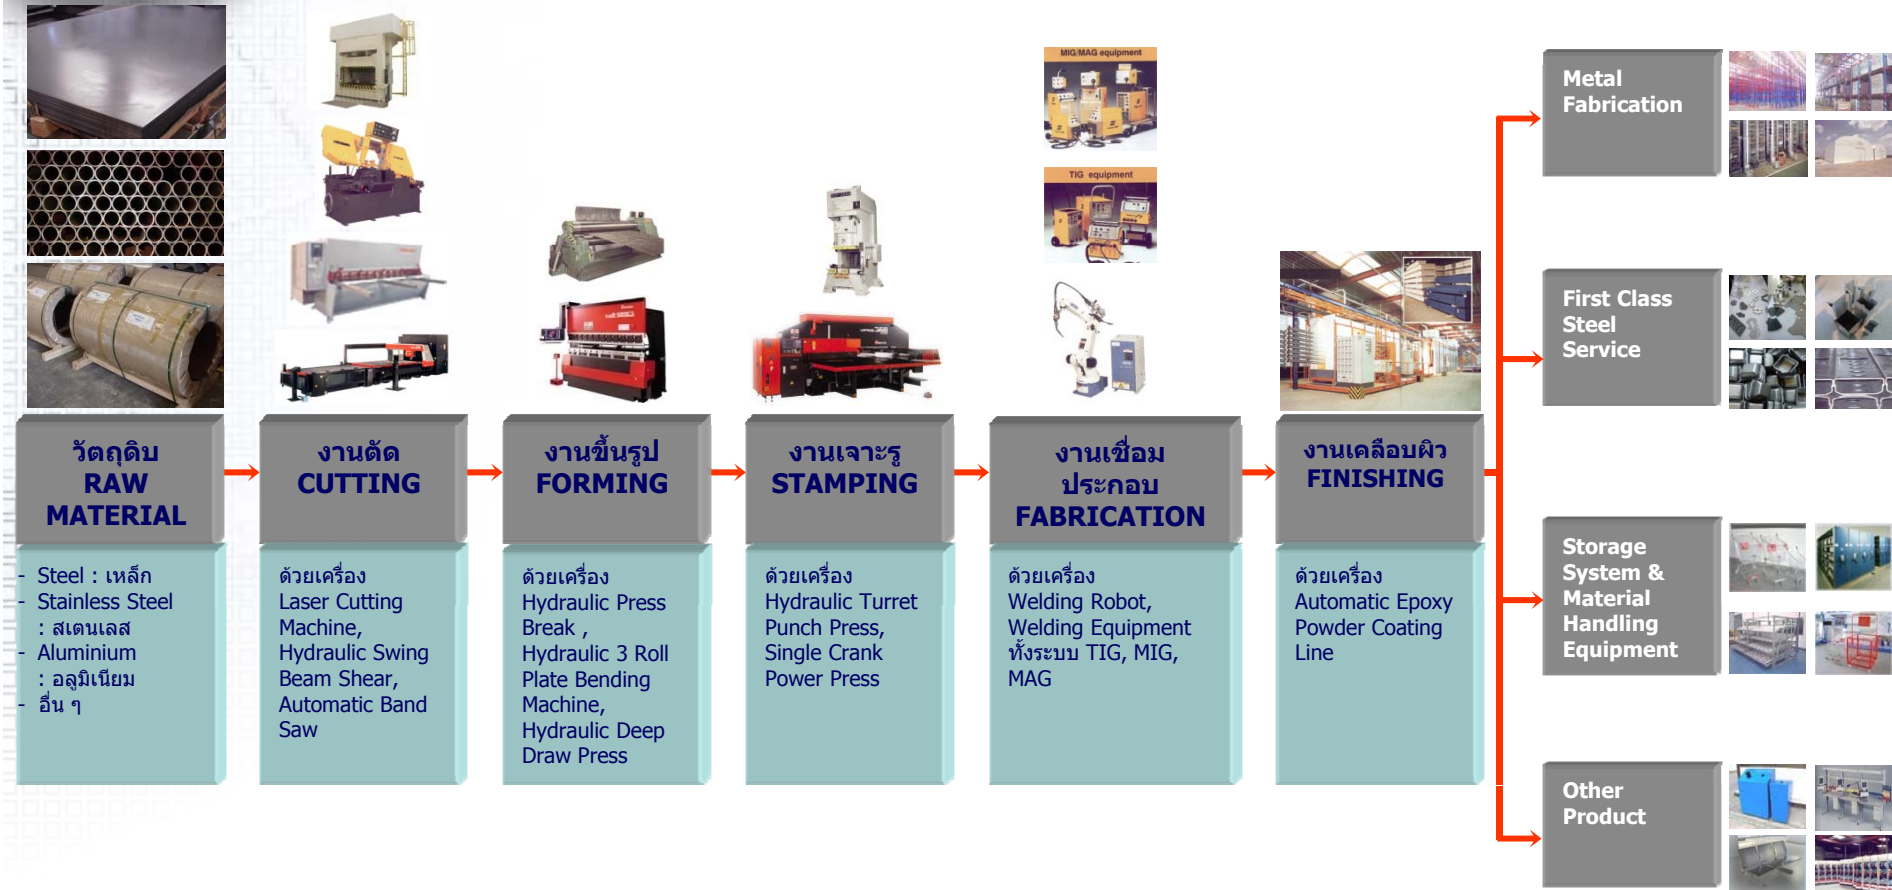 MIG/MAG equipment
TIG equipment
วัตถุดิบ
RAW
MATERIAL
- Steel : เหล็ก
- Stainless Steel
: สเตนเลส
- Aluminium
: อลูมิเนียม
- อื่น ๆ
งานตัด
CUTTING
ด้วยเครื่อง
Laser Cutting
Machine,
Hydraulic Swing
Beam Shear,
Automatic Band
Saw
งานขึ้นรูป
FORMING
ด้วยเครื่อง
Hydraulic Press
Break ,
Hydraulic 3 Roll
Plate Bending
Machine,
Hydraulic Deep
Draw Press
งานเจาะรู
STAMPING
ด้วยเครื่อง
Hydraulic Turret
Punch Press,
Single Crank
Power Press
งานเชื่อม
ประกอบ
FABRICATION
ด้วยเครื่อง
Welding Robot,
Welding Equipment
ทั้งระบบ TIG, MIG,
MAG
งานเคลือบผิว
FINISHING
ด้วยเครื่อง
Automatic Epoxy
Powder Coating
Line
Metal
Fabrication
First Class
Steel
Service
Storage
System &
Material
Handling
Equipment
Other
Product